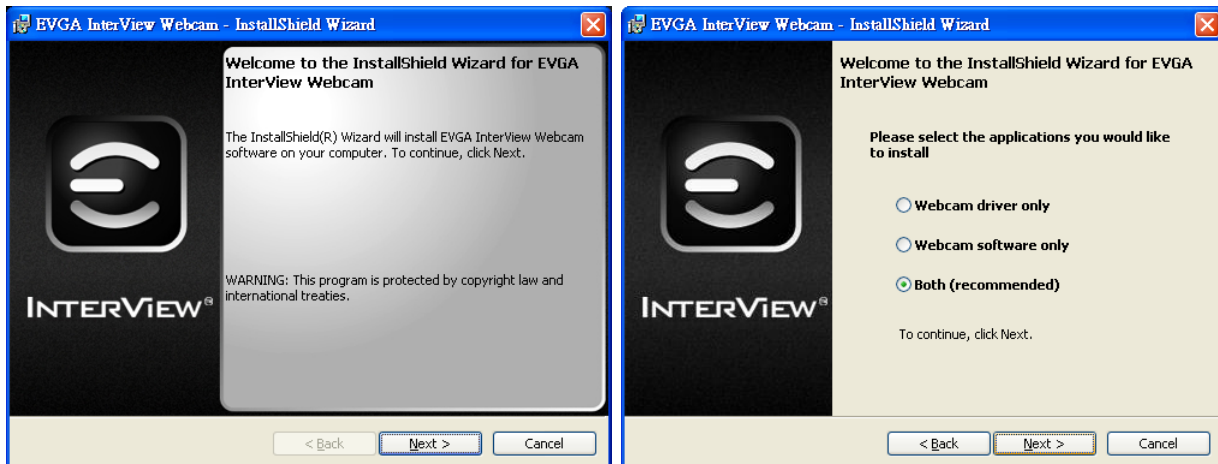 EVGA InterView Webcam - InstallShield Wizard
Welcome to the InstallShield Wizard for EVGA
InterView Webcam
The InstallShield(R) Wizard will install EVGA InterView Webcam
software on your computer. To continue, click Next.
WARNING: This program is protected by copyright law and
international treaties.
INTERVIEW®
< Back
Next >
Cancel
EVGA InterView Webcam - InstallShield Wizard
Welcome to the InstallShield Wizard for EVGA
InterView Webcam
Please select the applications you would like
to install
Webcam driver only
Webcam software only
Both (recommended)
To continue, click Next.
INTERVIEW®
< Back
Next >
Cancel